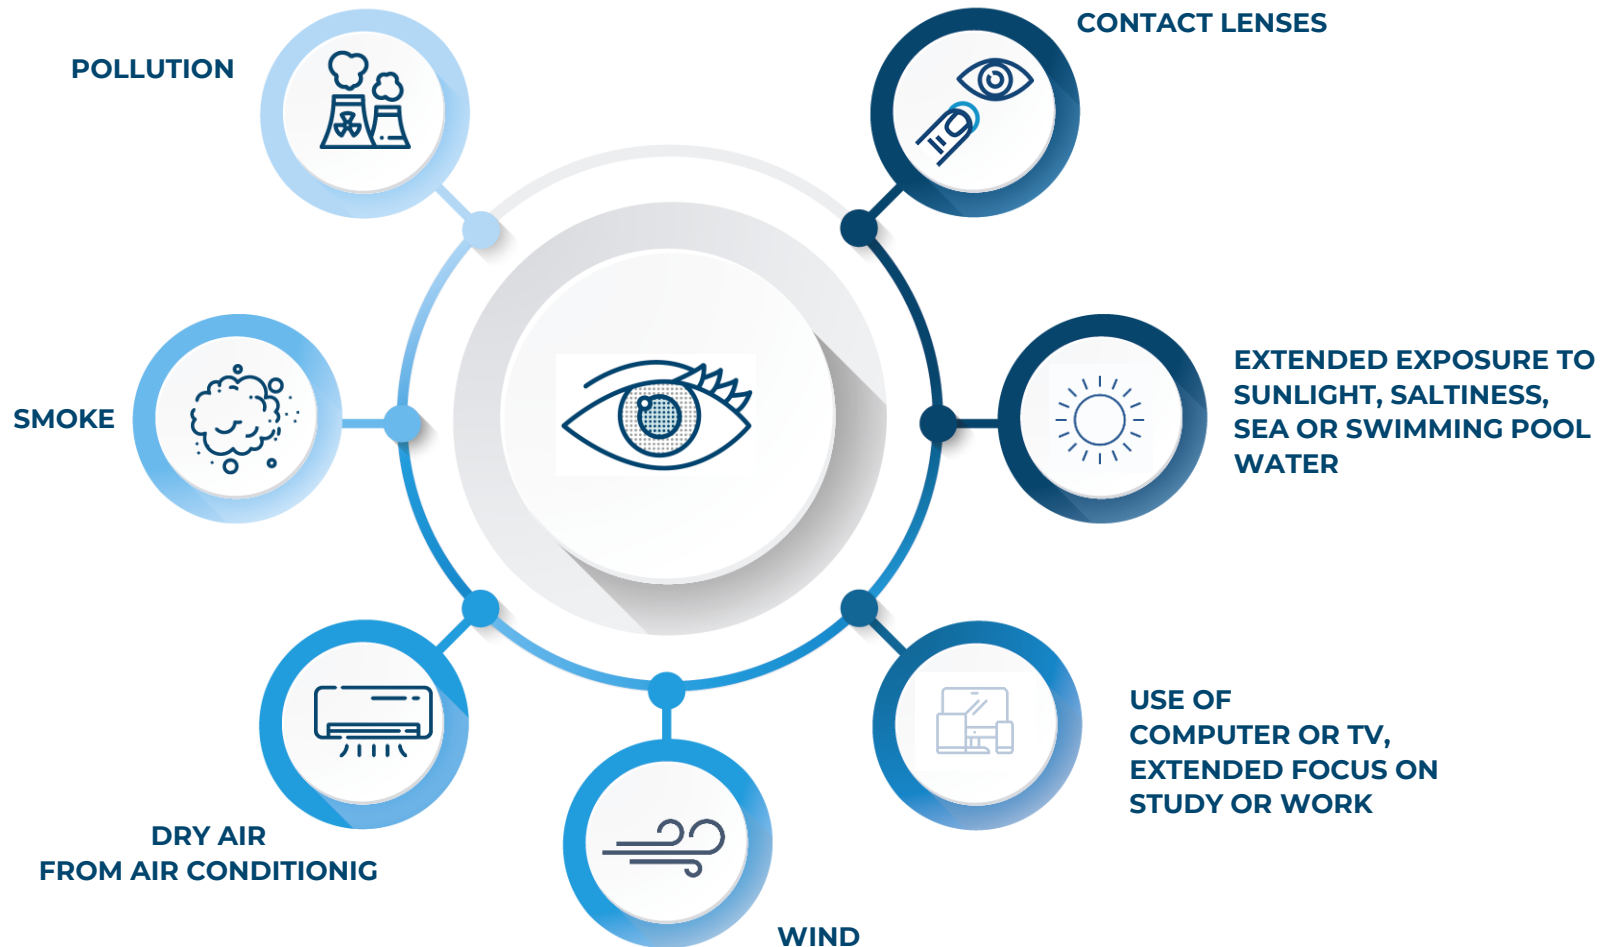 CONTACT LENSES
POLLUTION
EXTENDED EXPOSURE TO
SUNLIGHT, SALTINESS,
SEA OR SWIMMING POOL
WATER
SMOKE
USE OF
COMPUTER OR TV,
EXTENDED FOCUS ON
STUDY OR WORK
DRY AIR
FROM AIR CONDITIONIG
WIND